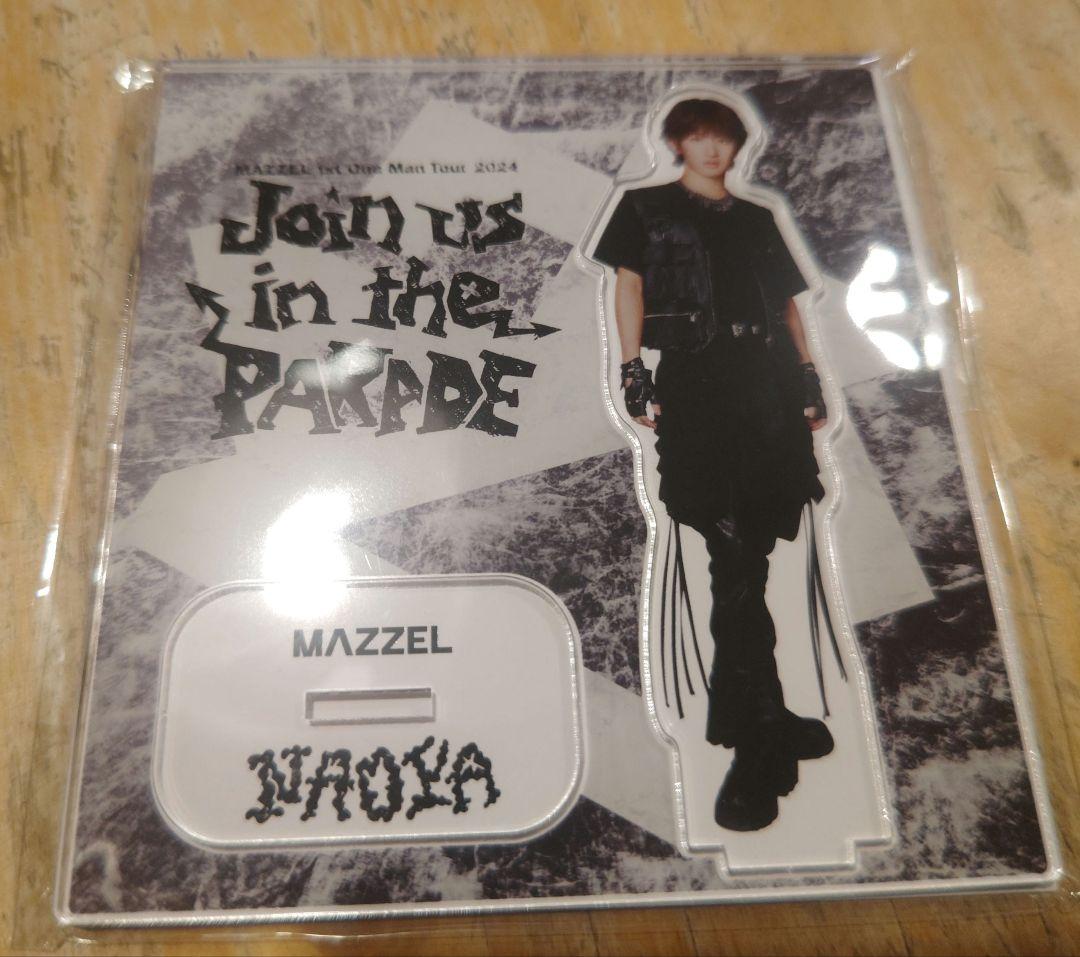 MAZZEL 1st One Man Tour 2024
Join us
in the
PARADE
MAZZEL
NAOYA